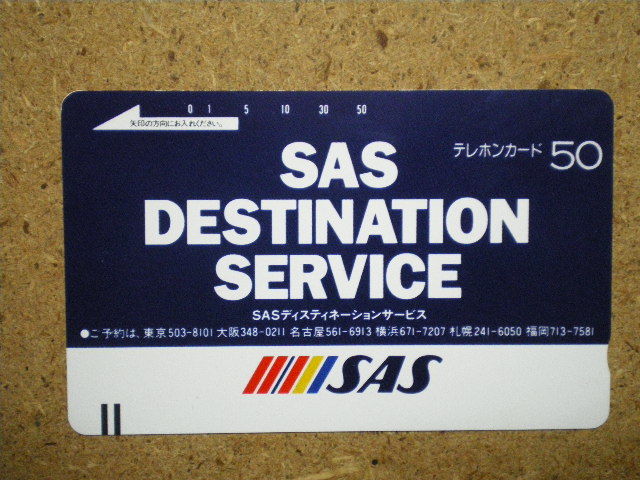 0 1 5 10 30 50
矢印の方向にお入れください。
テレホンカード 50
SAS
DESTINATION
SERVICE
SASディスティネーションサービス
●ご予約は、東京503-8101 大阪348-0211 名古屋561-6913 横浜671-7207 札幌241-6050 福岡713-7581
SAS